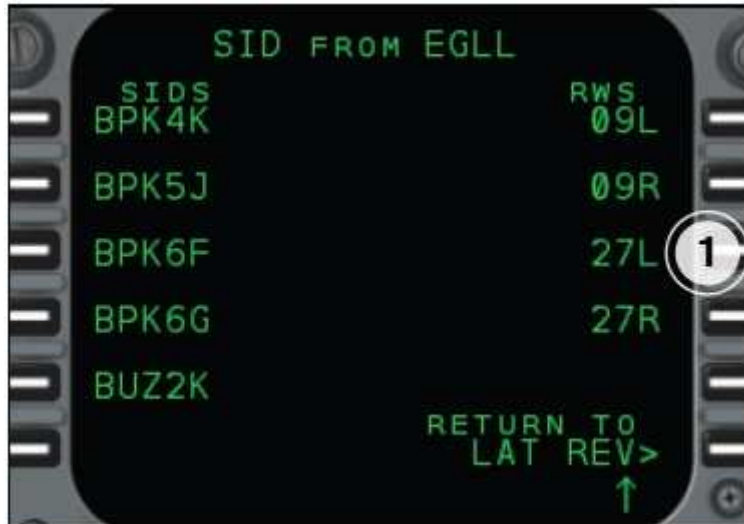 SID FROM EGLL
SIDS RWS
BPK4K 09L
BPK5J 09R
BPK6F 27L 1
BPK6G 27R
BUZ2K
RETURN TO
LAT REV>
↑